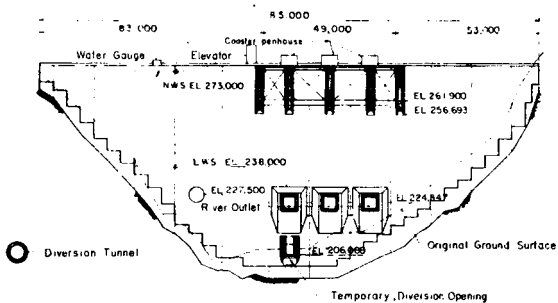 85,000
83,000
49,000
53,000
Coaster penhouse
Water Gauge
Elevator
NWS EL 273,000
EL 261,900
EL 256,693
LWS EL 238,000
EL 227,500
River Outlet
EL 224,847
EL 206,000
Original Ground Surface
Diversion Tunnel
Temporary, Diversion Opening